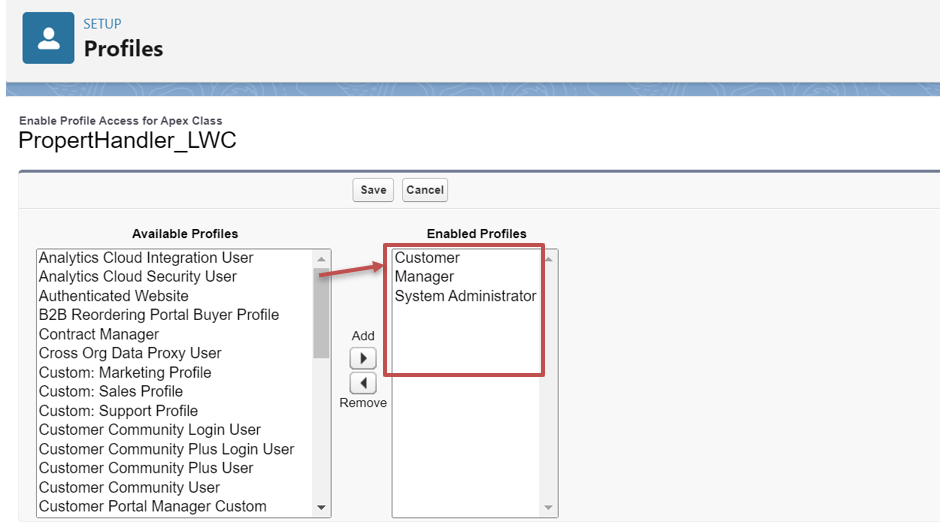 SETUP
Profiles
Enable Profile Access for Apex Class
PropertHandler_LWC
Save Cancel
Available Profiles
Analytics Cloud Integration User
Analytics Cloud Security User
Authenticated Website
B2B Reordering Portal Buyer Profile
Contract Manager
Cross Org Data Proxy User
Custom: Marketing Profile
Custom: Sales Profile
Custom: Support Profile
Customer Community Login User
Customer Community Plus Login User
Customer Community Plus User
Customer Community User
Customer Portal Manager Custom
Add
Remove
Enabled Profiles
Customer
Manager
System Administrator